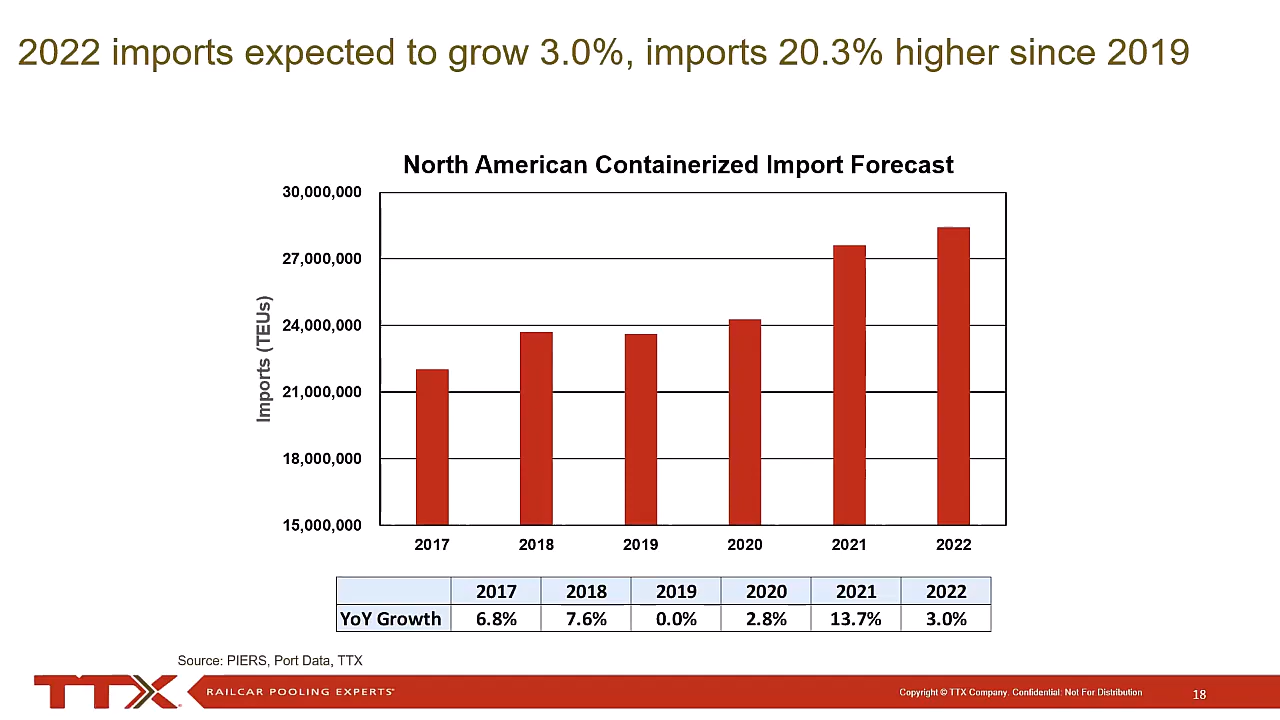 2022 imports expected to grow 3.0%, imports 20.3% higher since 2019
North American Containerized Import Forecast
30,000,000
27,000,000
24,000,000
21,000,000
18,000,000
15,000,000
Imports (TEUs)
2017 2018 2019 2020 2021 2022
2017 2018 2019 2020 2021 2022
YoY Growth 6.8% 7.6% 0.0% 2.8% 13.7% 3.0%
Source: PIERS, Port Data, TTX
TTX RAILCAR POOLING EXPERTS Copyright © TTX Company. Confidential: Not For Distribution 18